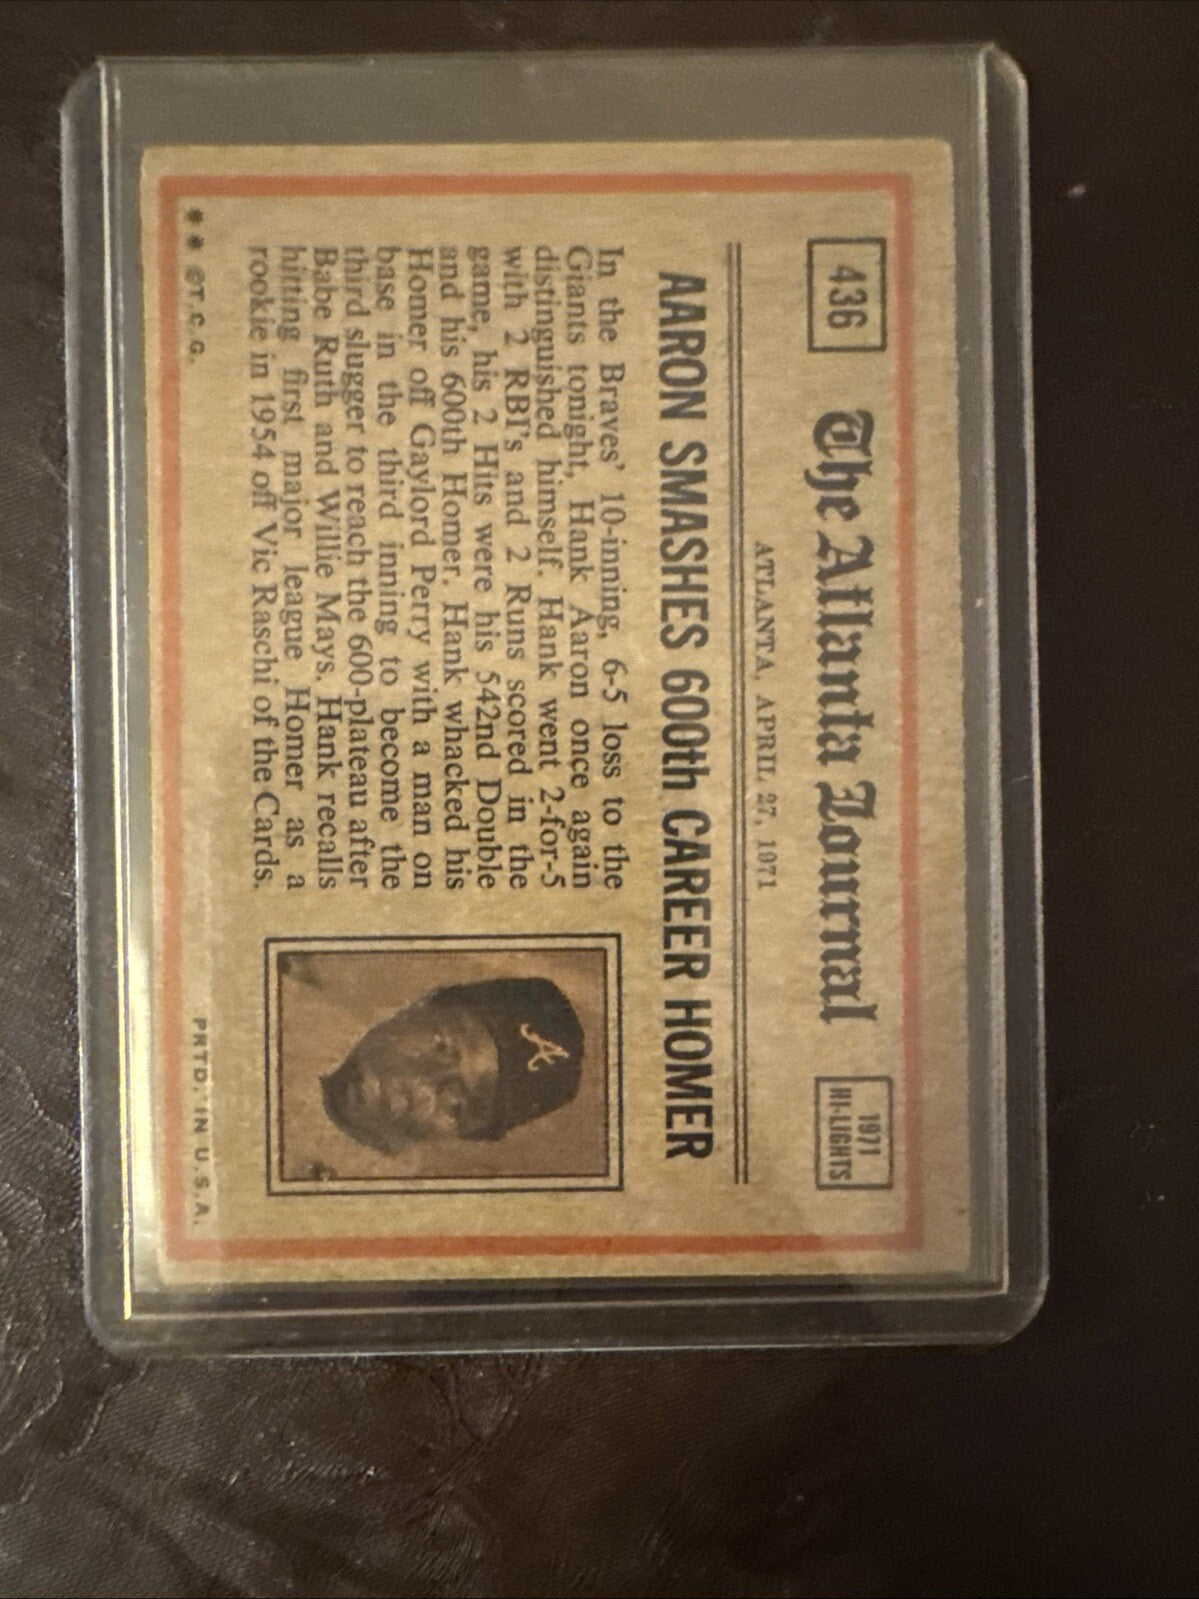 436
The Atlanta Journal
1971
HI-LIGHTS
ATLANTA, APRIL 27, 1971
AARON SMASHES 600th CAREER HOMER
In the Braves' 10-inning, 6-5 loss to the
Giants tonight, Hank Aaron once again
distinguished himself. Hank went 2-for-5
with 2 RBI's and 2 Runs scored in the
game, his 2 Hits were his 542nd Double
and his 600th Homer. Hank whacked his
Homer off Gaylord Perry with a man on
base in the third inning to become the
third slugger to reach the 600-plateau after
Babe Ruth and Willie Mays. Hank recalls
hitting first major league Homer as a
rookie in 1954 off Vic Raschi of the Cards.
A
** ©T.C.G.
PRTD. IN U.S.A.